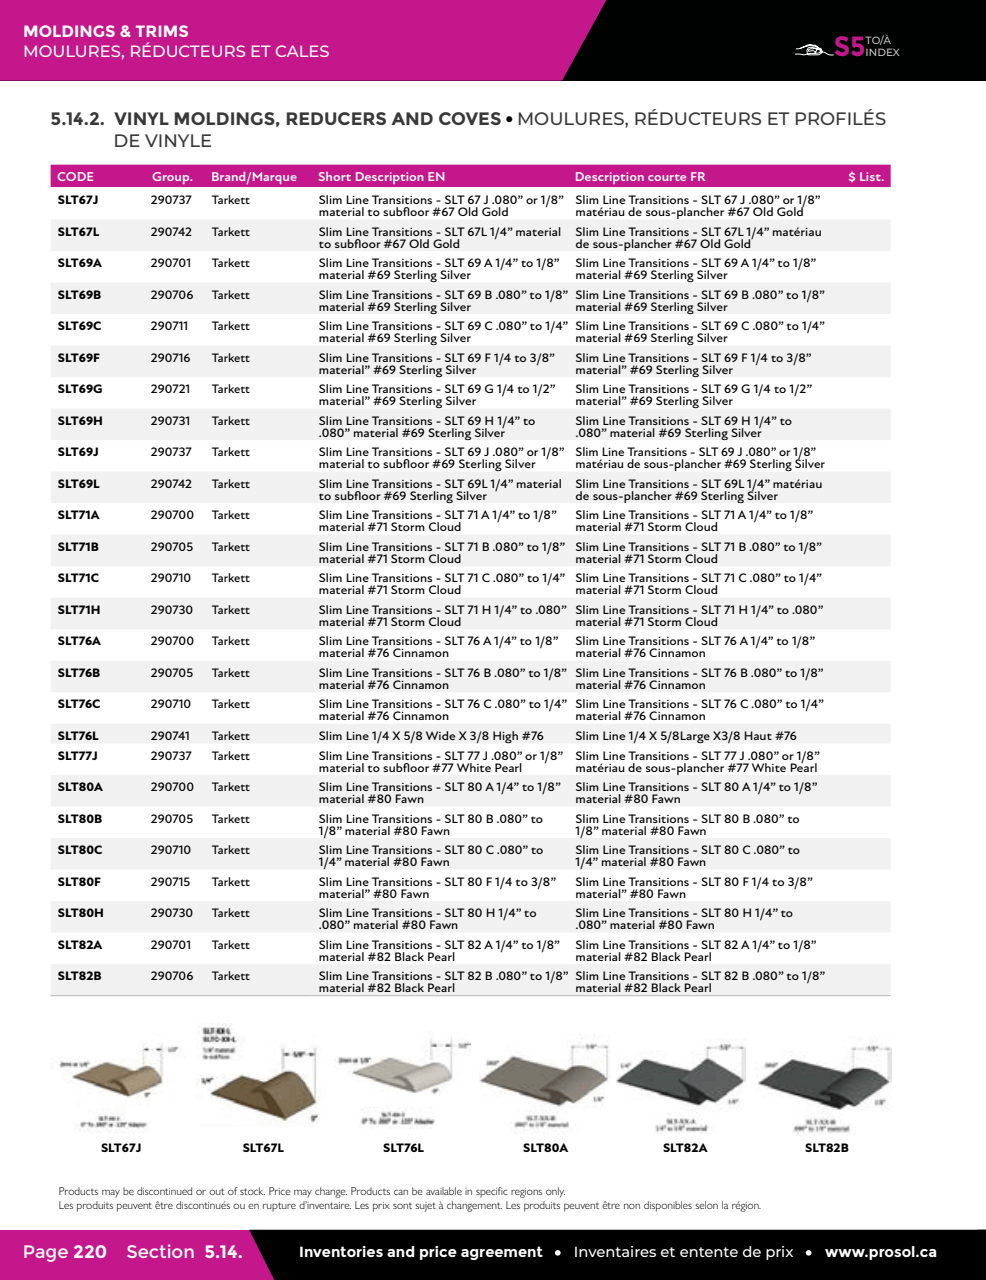 MOLDINGS & TRIMS
MOULURES, RÉDUCTEURS ET CALES
S5 TO/À INDEX
5.14.2. VINYL MOLDINGS, REDUCERS AND COVES • MOULURES, RÉDUCTEURS ET PROFILÉS
DE VINYLE
CODE Group. Brand/Marque Short Description EN Description courte FR $ List.
SLT67J 290737 Tarkett Slim Line Transitions - SLT 67 J .080” or 1/8” Slim Line Transitions - SLT 67 J .080” or 1/8”
material to subfloor #67 Old Gold matériau de sous-plancher #67 Old Gold
SLT67L 290742 Tarkett Slim Line Transitions - SLT 67L 1/4” material Slim Line Transitions - SLT 67L 1/4” matériau
to subfloor #67 Old Gold de sous-plancher #67 Old Gold
SLT69A 290701 Tarkett Slim Line Transitions - SLT 69 A 1/4” to 1/8” Slim Line Transitions - SLT 69 A 1/4” to 1/8”
material #69 Sterling Silver material #69 Sterling Silver
SLT69B 290706 Tarkett Slim Line Transitions - SLT 69 B .080” to 1/8” Slim Line Transitions - SLT 69 B .080” to 1/8”
material #69 Sterling Silver material #69 Sterling Silver
SLT69C 290711 Tarkett Slim Line Transitions - SLT 69 C .080” to 1/4” Slim Line Transitions - SLT 69 C .080” to 1/4”
material #69 Sterling Silver material #69 Sterling Silver
SLT69F 290716 Tarkett Slim Line Transitions - SLT 69 F 1/4 to 3/8” Slim Line Transitions - SLT 69 F 1/4 to 3/8”
material” #69 Sterling Silver material” #69 Sterling Silver
SLT69G 290721 Tarkett Slim Line Transitions - SLT 69 G 1/4 to 1/2” Slim Line Transitions - SLT 69 G 1/4 to 1/2”
material” #69 Sterling Silver material” #69 Sterling Silver
SLT69H 290731 Tarkett Slim Line Transitions - SLT 69 H 1/4” to Slim Line Transitions - SLT 69 H 1/4” to
.080” material #69 Sterling Silver .080” material #69 Sterling Silver
SLT69J 290737 Tarkett Slim Line Transitions - SLT 69 J .080” or 1/8” Slim Line Transitions - SLT 69 J .080” or 1/8”
material to subfloor #69 Sterling Silver matériau de sous-plancher #69 Sterling Silver
SLT69L 290742 Tarkett Slim Line Transitions - SLT 69L 1/4” material Slim Line Transitions - SLT 69L 1/4” matériau
to subfloor #69 Sterling Silver de sous-plancher #69 Sterling Silver
SLT71A 290700 Tarkett Slim Line Transitions - SLT 71 A 1/4” to 1/8” Slim Line Transitions - SLT 71 A 1/4” to 1/8”
material #71 Storm Cloud material #71 Storm Cloud
SLT71B 290705 Tarkett Slim Line Transitions - SLT 71 B .080” to 1/8” Slim Line Transitions - SLT 71 B .080” to 1/8”
material #71 Storm Cloud material #71 Storm Cloud
SLT71C 290710 Tarkett Slim Line Transitions - SLT 71 C .080” to 1/4” Slim Line Transitions - SLT 71 C .080” to 1/4”
material #71 Storm Cloud material #71 Storm Cloud
SLT71H 290730 Tarkett Slim Line Transitions - SLT 71 H 1/4” to .080” Slim Line Transitions - SLT 71 H 1/4” to .080”
material #71 Storm Cloud material #71 Storm Cloud
SLT76A 290700 Tarkett Slim Line Transitions - SLT 76 A 1/4” to 1/8” Slim Line Transitions - SLT 76 A 1/4” to 1/8”
material #76 Cinnamon material #76 Cinnamon
SLT76B 290705 Tarkett Slim Line Transitions - SLT 76 B .080” to 1/8” Slim Line Transitions - SLT 76 B .080” to 1/8”
material #76 Cinnamon material #76 Cinnamon
SLT76C 290710 Tarkett Slim Line Transitions - SLT 76 C .080” to 1/4” Slim Line Transitions - SLT 76 C .080” to 1/4”
material #76 Cinnamon material #76 Cinnamon
SLT76L 290741 Tarkett Slim Line 1/4 X 5/8 Wide X 3/8 High #76 Slim Line 1/4 X 5/8Large X3/8 Haut #76
SLT77J 290737 Tarkett Slim Line Transitions - SLT 77 J .080” or 1/8” Slim Line Transitions - SLT 77 J .080” or 1/8”
material to subfloor #77 White Pearl matériau de sous-plancher #77 White Pearl
SLT80A 290700 Tarkett Slim Line Transitions - SLT 80 A 1/4” to 1/8” Slim Line Transitions - SLT 80 A 1/4” to 1/8”
material #80 Fawn material #80 Fawn
SLT80B 290705 Tarkett Slim Line Transitions - SLT 80 B .080” to Slim Line Transitions - SLT 80 B .080” to
1/8” material #80 Fawn 1/8” material #80 Fawn
SLT80C 290710 Tarkett Slim Line Transitions - SLT 80 C .080” to Slim Line Transitions - SLT 80 C .080” to
1/4” material #80 Fawn 1/4” material #80 Fawn
SLT80F 290715 Tarkett Slim Line Transitions - SLT 80 F 1/4 to 3/8” Slim Line Transitions - SLT 80 F 1/4 to 3/8”
material” #80 Fawn material” #80 Fawn
SLT80H 290730 Tarkett Slim Line Transitions - SLT 80 H 1/4” to Slim Line Transitions - SLT 80 H 1/4” to
.080” material #80 Fawn .080” material #80 Fawn
SLT82A 290701 Tarkett Slim Line Transitions - SLT 82 A 1/4” to 1/8” Slim Line Transitions - SLT 82 A 1/4” to 1/8”
material #82 Black Pearl material #82 Black Pearl
SLT82B 290706 Tarkett Slim Line Transitions - SLT 82 B .080” to 1/8” Slim Line Transitions - SLT 82 B .080” to 1/8”
material #82 Black Pearl material #82 Black Pearl
SLT67J SLT67L SLT76L SLT80A SLT82A SLT82B
Products may be discontinued or out of stock. Price may change. Products can be available in specific regions only.
Les produits peuvent être discontinués ou en rupture d’inventaire. Les prix sont sujet à changement. Les produits peuvent être non disponibles selon la région.
Page 220 Section 5.14. Inventories and price agreement • Inventaires et entente de prix • www.prosol.ca